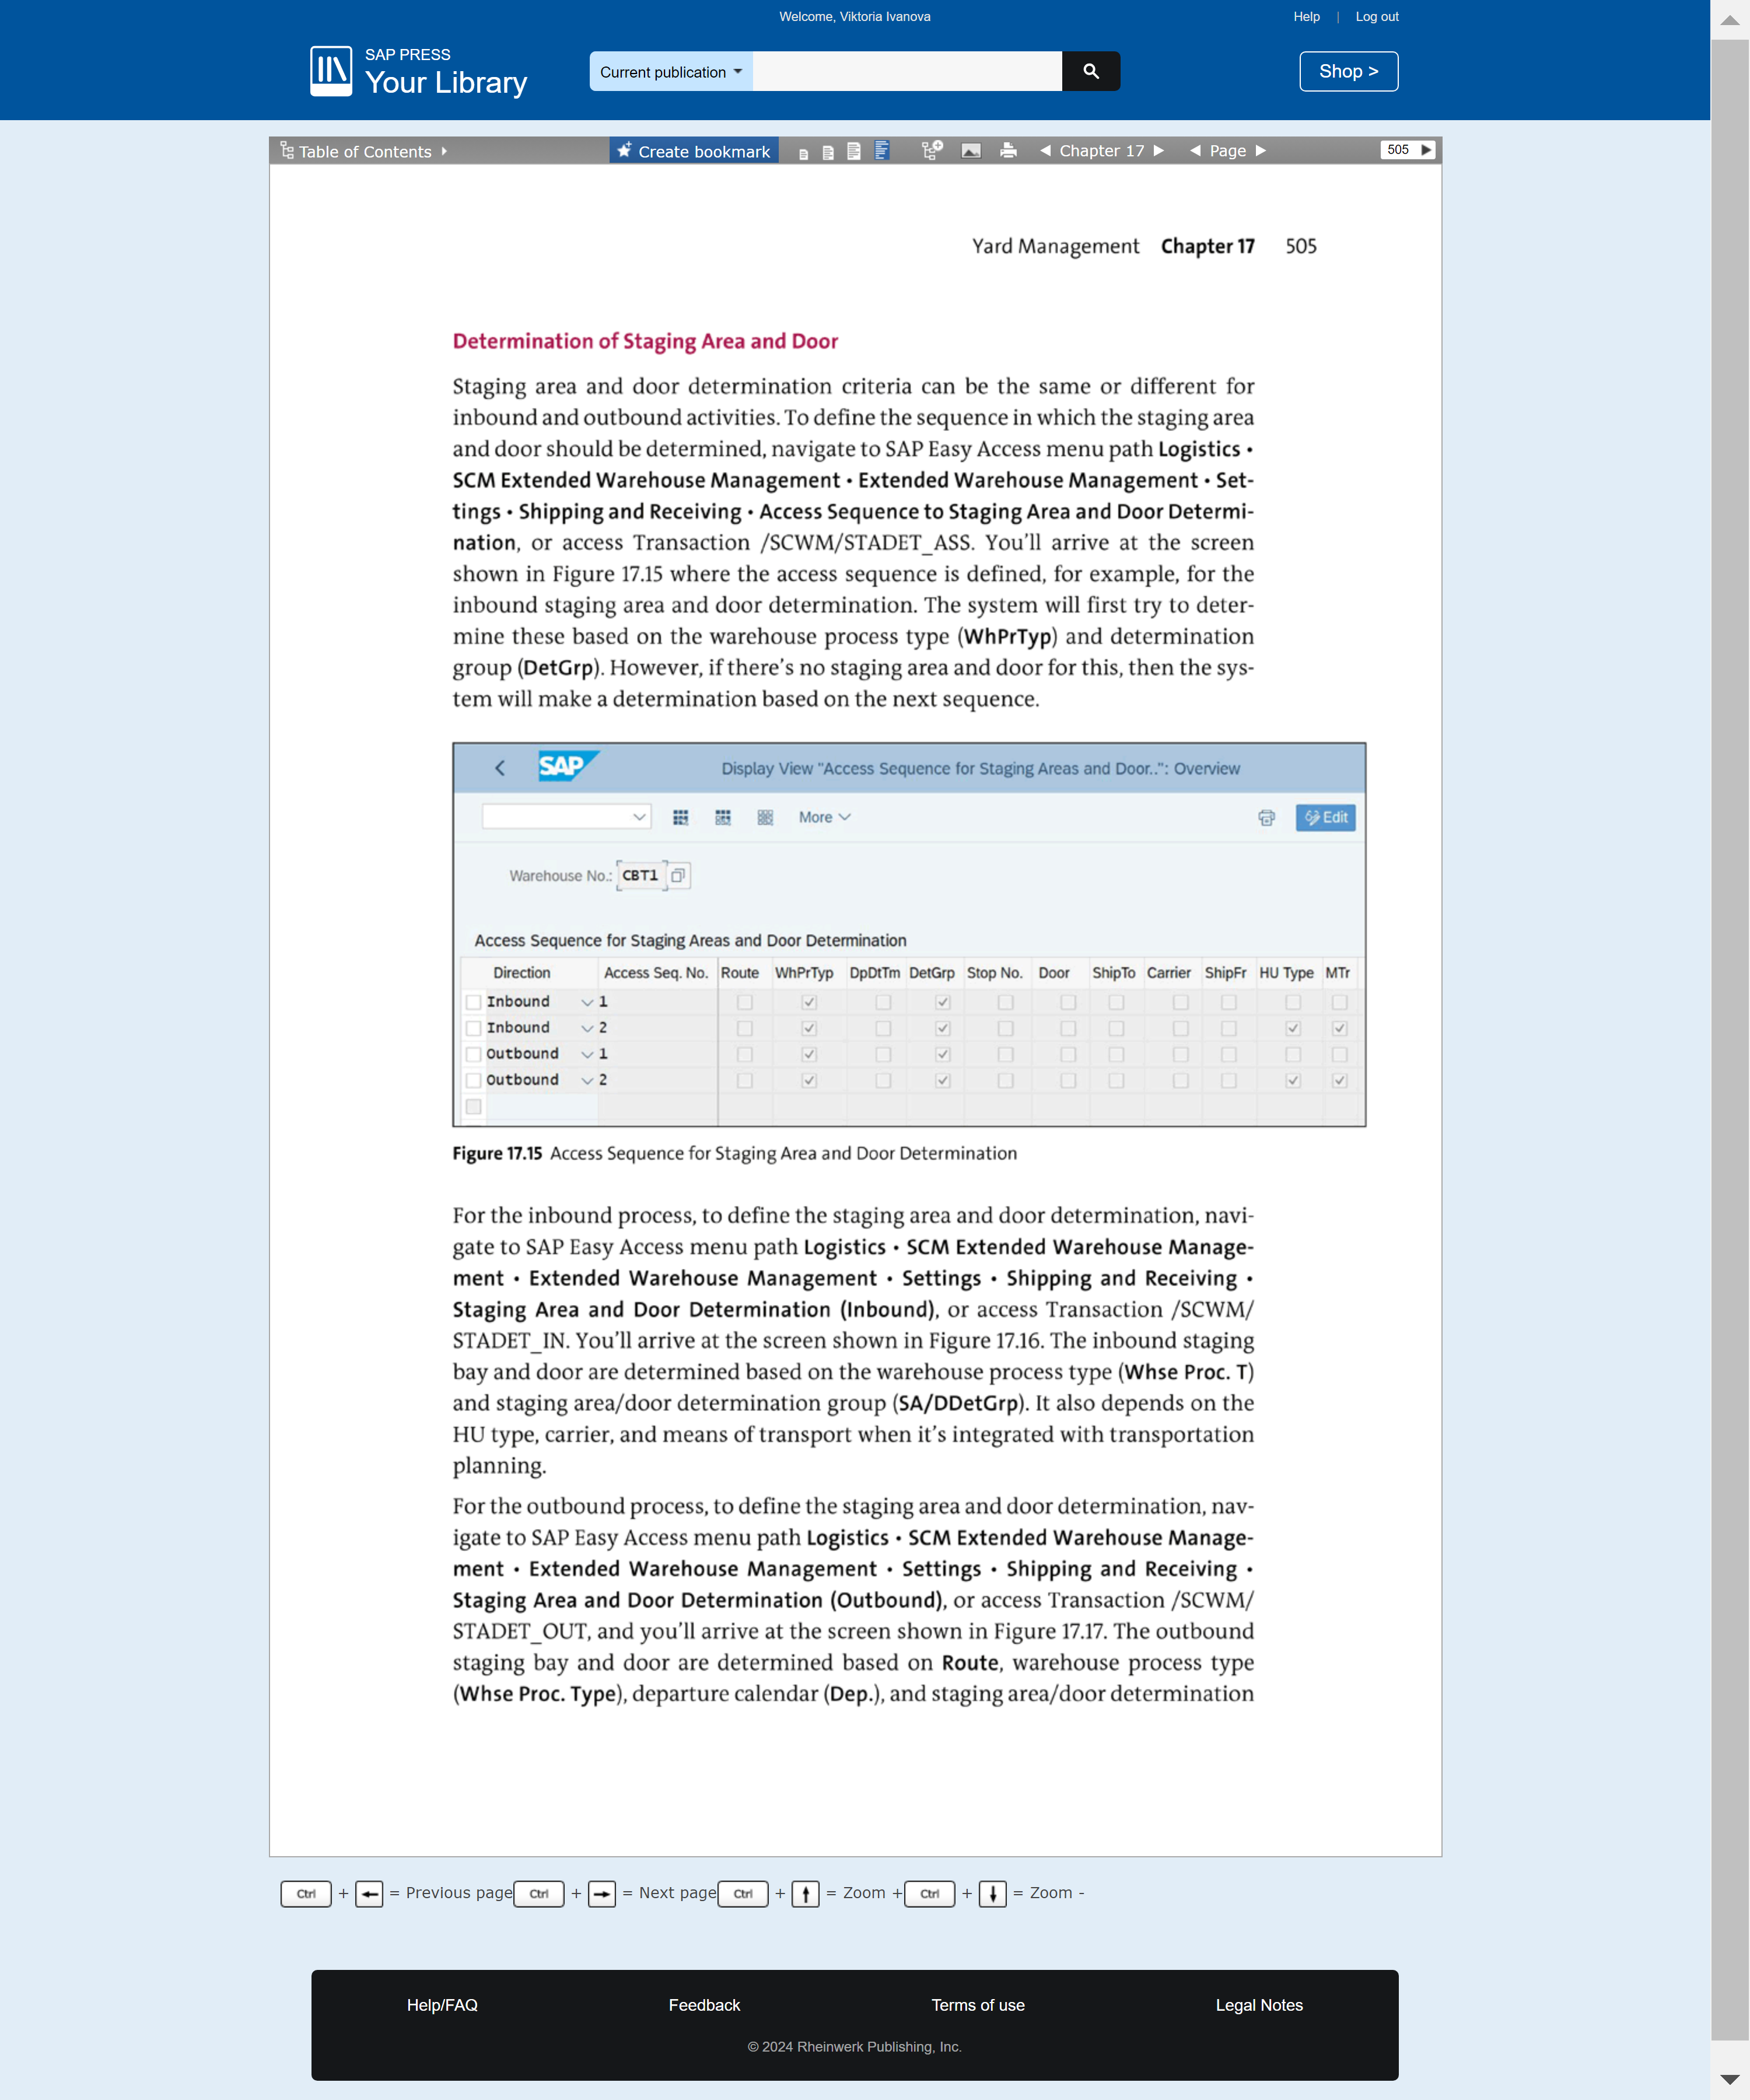 Welcome, Viktoria Ivanova
Help | Log out
SAP PRESS
Your Library
Current publication
Shop >
Table of Contents
Create bookmark
Chapter 17
Page
505
Yard Management Chapter 17 505
Determination of Staging Area and Door
Staging area and door determination criteria can be the same or different for
inbound and outbound activities. To define the sequence in which the staging area
and door should be determined, navigate to SAP Easy Access menu path Logistics •
SCM Extended Warehouse Management • Extended Warehouse Management • Set-
tings • Shipping and Receiving • Access Sequence to Staging Area and Door Determi-
nation, or access Transaction /SCWM/STADET_ASS. You’ll arrive at the screen
shown in Figure 17.15 where the access sequence is defined, for example, for the
inbound staging area and door determination. The system will first try to deter-
mine these based on the warehouse process type (WhPrTyp) and determination
group (DetGrp). However, if there’s no staging area and door for this, then the sys-
tem will make a determination based on the next sequence.
SAP
Display View "Access Sequence for Staging Areas and Door..": Overview
More
Edit
Warehouse No.: CBT1
Access Sequence for Staging Areas and Door Determination
Direction Access Seq. No. Route WhPrTyp DpDtTm DetGrp Stop No. Door ShipTo Carrier ShipFr HU Type MTr
Inbound 1
Inbound 2
Outbound 1
Outbound 2
Figure 17.15 Access Sequence for Staging Area and Door Determination
For the inbound process, to define the staging area and door determination, navi-
gate to SAP Easy Access menu path Logistics • SCM Extended Warehouse Manage-
ment • Extended Warehouse Management • Settings • Shipping and Receiving •
Staging Area and Door Determination (Inbound), or access Transaction /SCWM/
STADET_IN. You’ll arrive at the screen shown in Figure 17.16. The inbound staging
bay and door are determined based on the warehouse process type (Whse Proc. T)
and staging area/door determination group (SA/DDetGrp). It also depends on the
HU type, carrier, and means of transport when it’s integrated with transportation
planning.
For the outbound process, to define the staging area and door determination, nav-
igate to SAP Easy Access menu path Logistics • SCM Extended Warehouse Manage-
ment • Extended Warehouse Management • Settings • Shipping and Receiving •
Staging Area and Door Determination (Outbound), or access Transaction /SCWM/
STADET_OUT, and you’ll arrive at the screen shown in Figure 17.17. The outbound
staging bay and door are determined based on Route, warehouse process type
(Whse Proc. Type), departure calendar (Dep.), and staging area/door determination
Ctrl + ← = Previous page Ctrl + → = Next page Ctrl + ↑ = Zoom + Ctrl + ↓ = Zoom -
Help/FAQ Feedback Terms of use Legal Notes
© 2024 Rheinwerk Publishing, Inc.